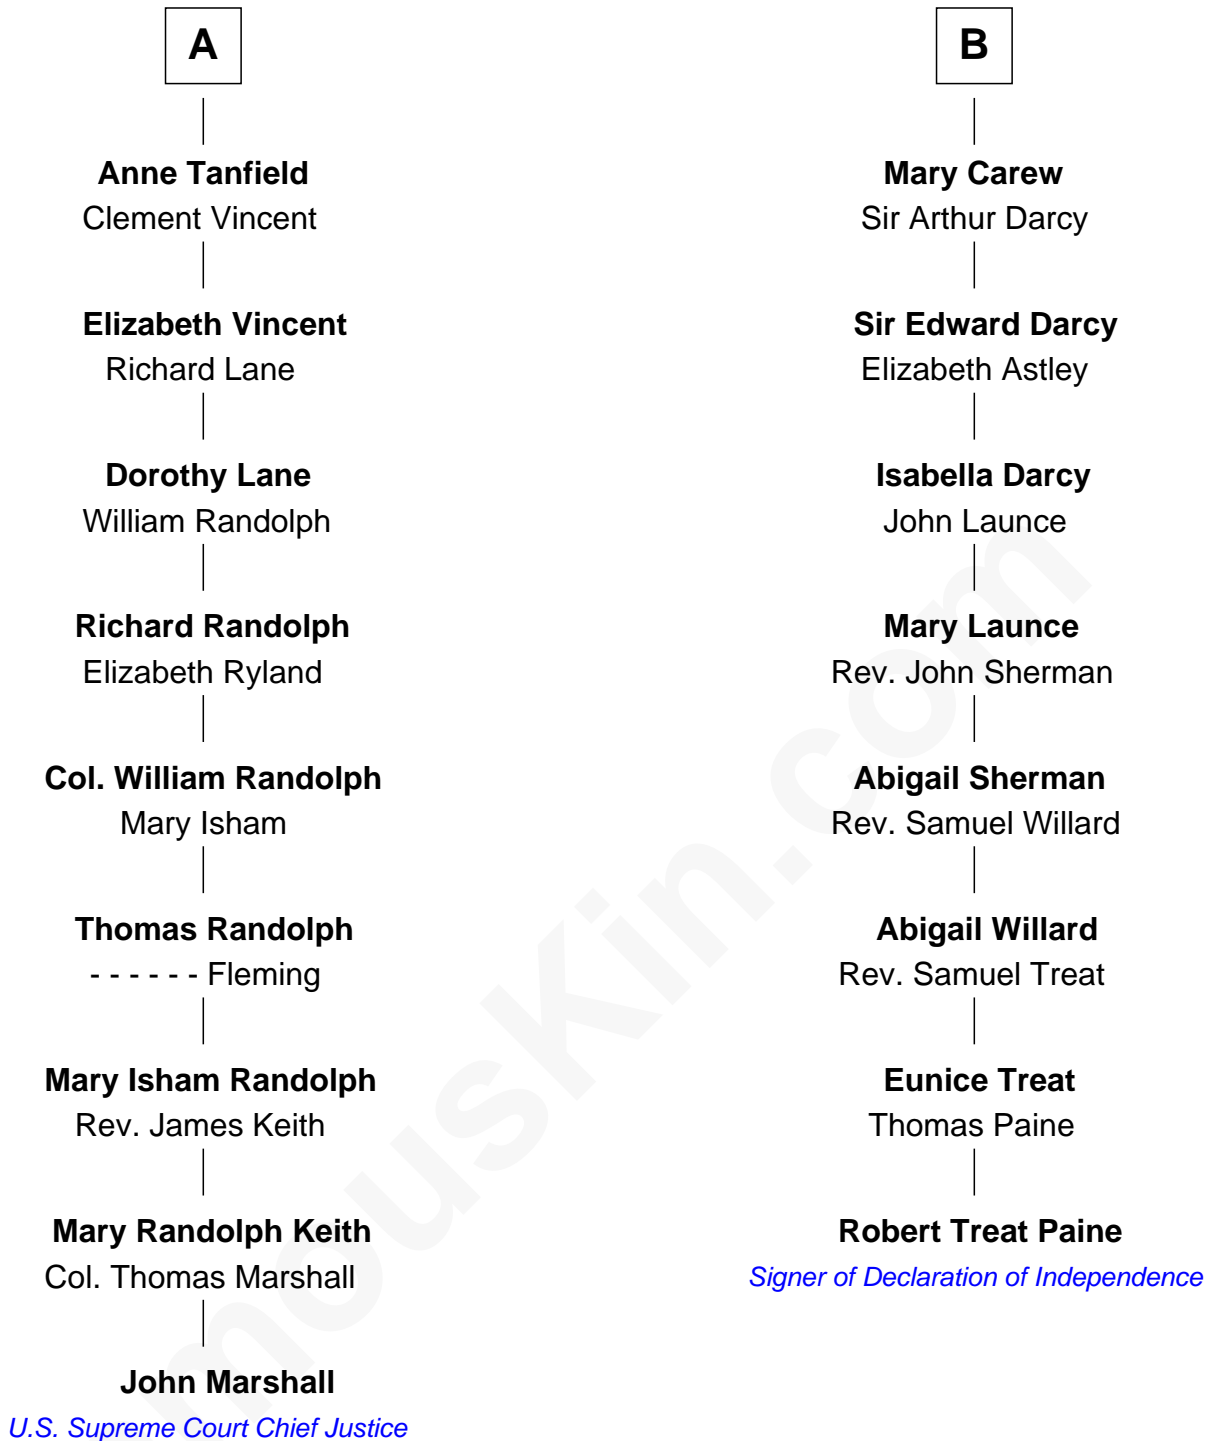 A
Anne Tanfield
Clement Vincent
Elizabeth Vincent
Richard Lane
Dorothy Lane
William Randolph
Richard Randolph
Elizabeth Ryland
Col. William Randolph
Mary Isham
Thomas Randolph
- - - - - - Fleming
Mary Isham Randolph
Rev. James Keith
Mary Randolph Keith
Col. Thomas Marshall
John Marshall
U.S. Supreme Court Chief Justice
B
Mary Carew
Sir Arthur Darcy
Sir Edward Darcy
Elizabeth Astley
Isabella Darcy
John Launce
Mary Launce
Rev. John Sherman
Abigail Sherman
Rev. Samuel Willard
Abigail Willard
Rev. Samuel Treat
Eunice Treat
Thomas Paine
Robert Treat Paine
Signer of Declaration of Independence
mousKin.com